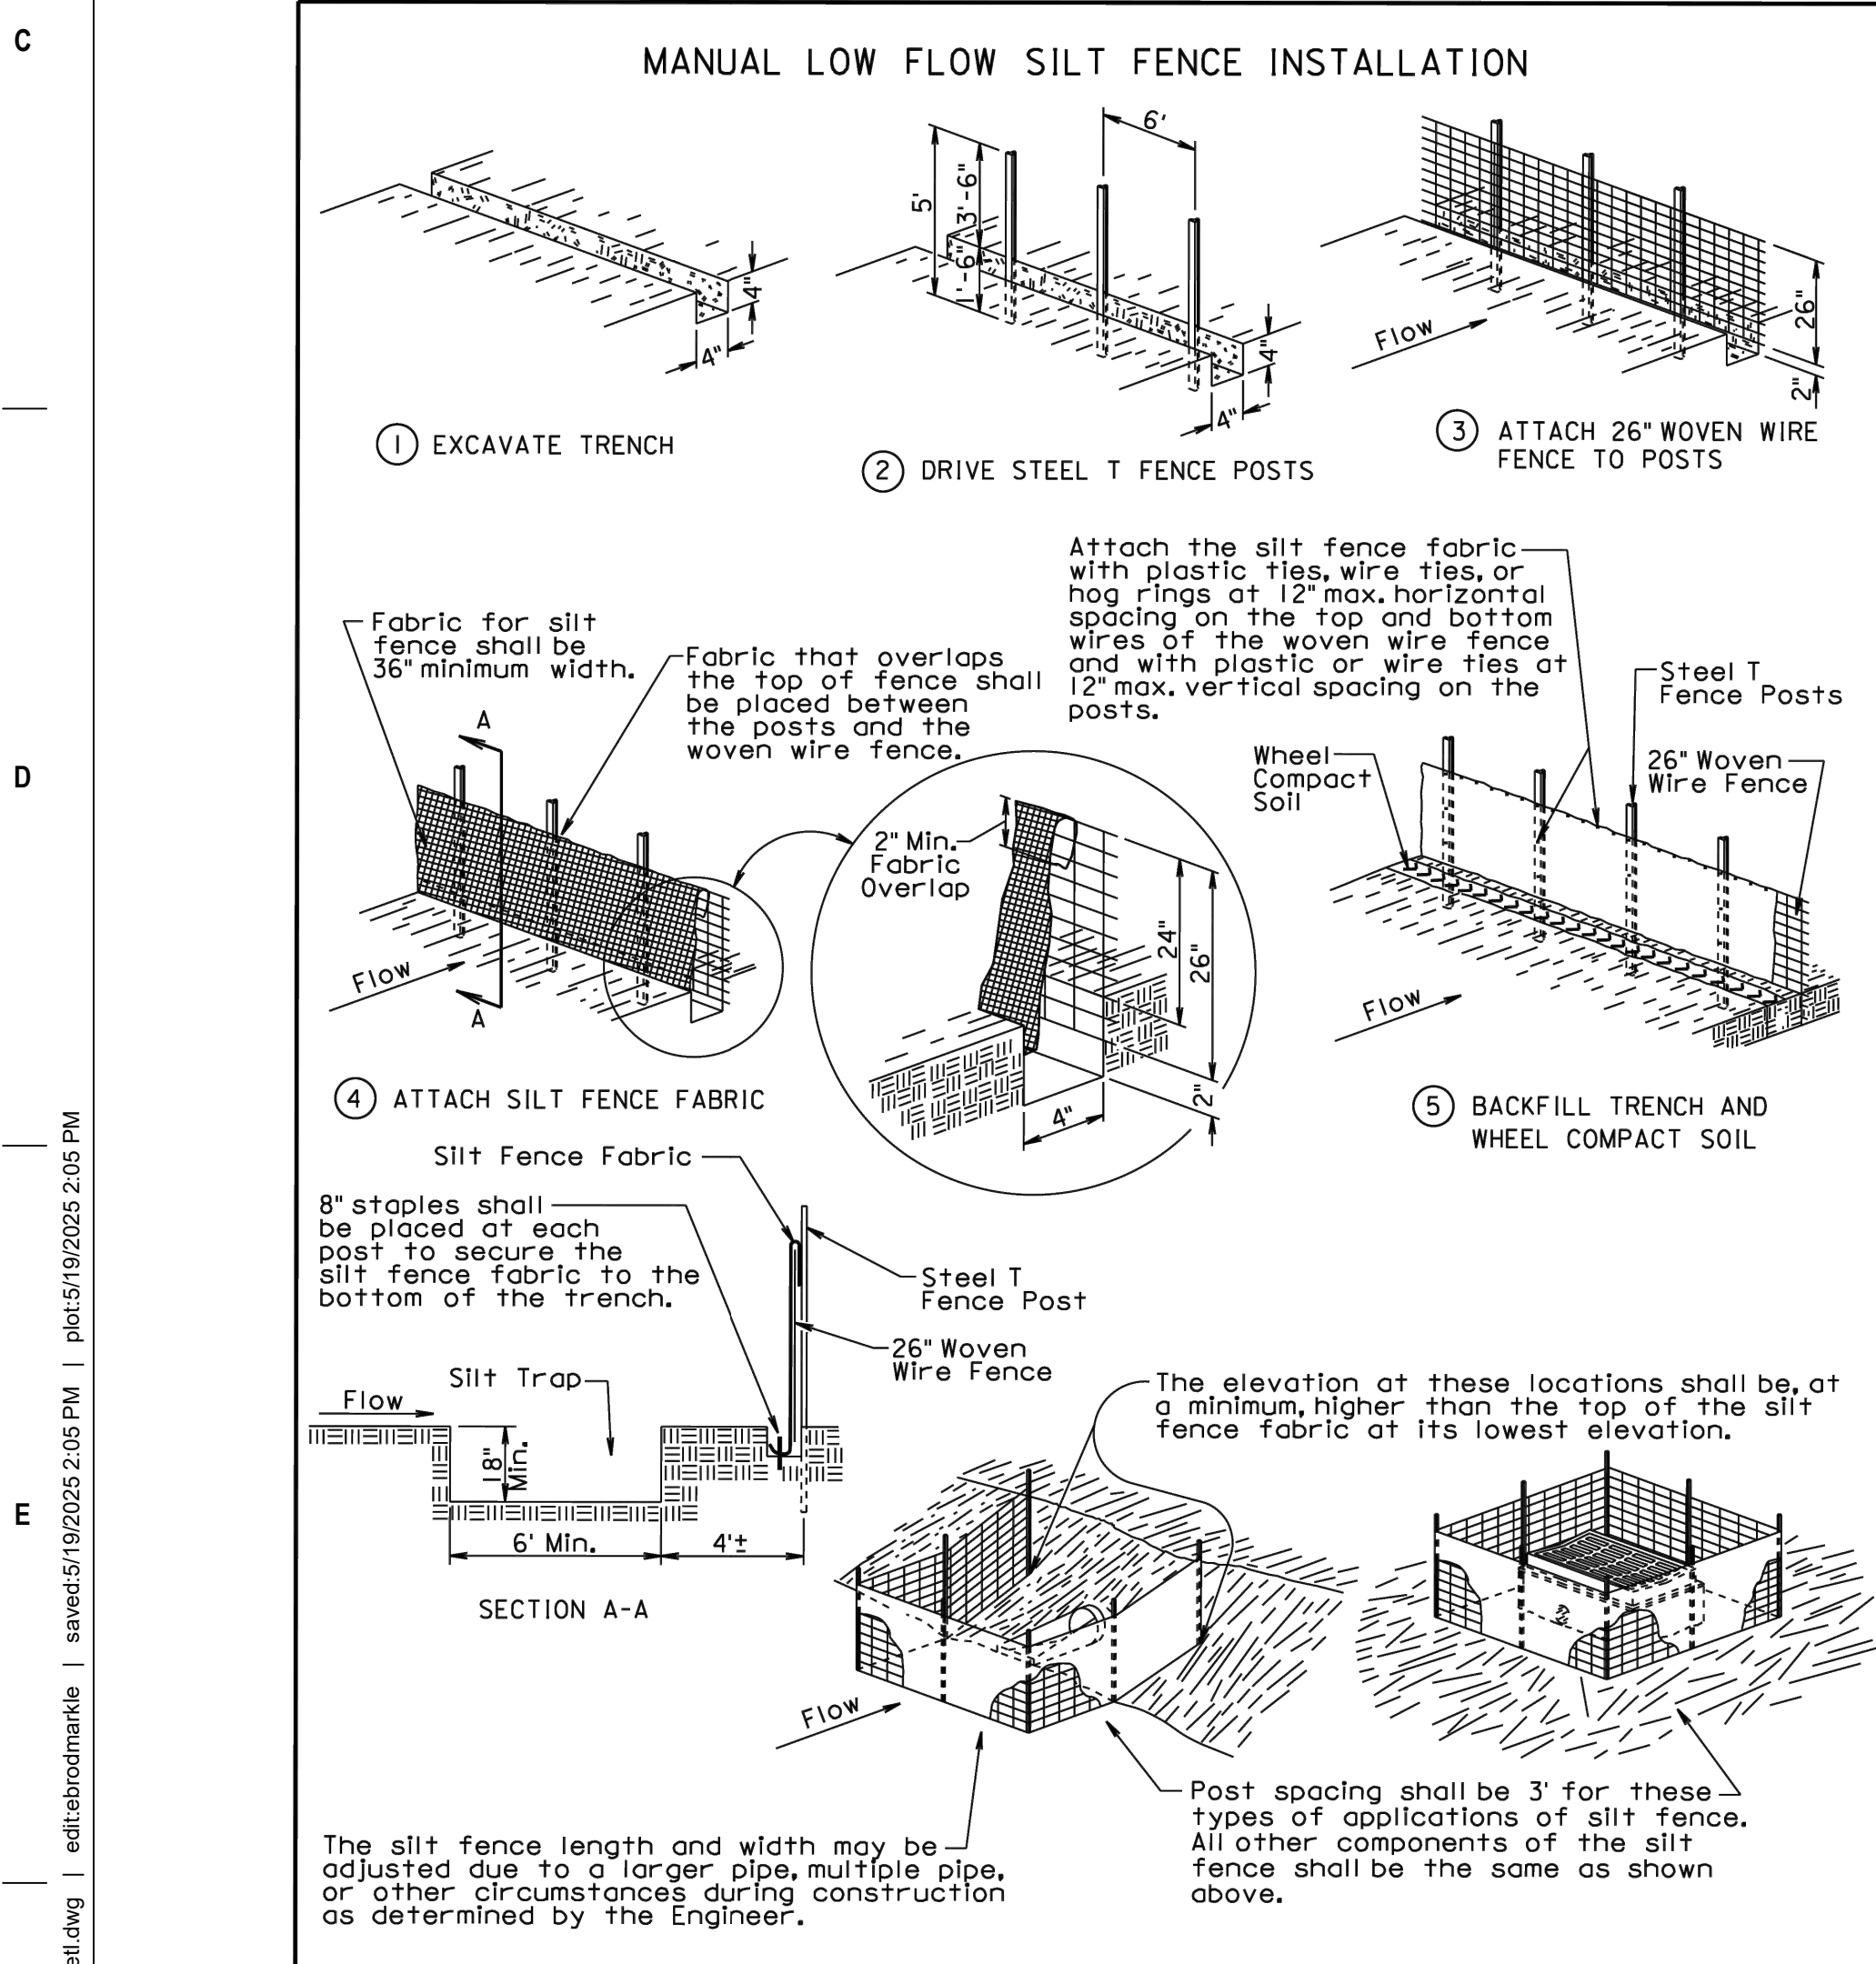 C
MANUAL LOW FLOW SILT FENCE INSTALLATION
4"
4"
1 EXCAVATE TRENCH
6'
5'
3'-6"
1'-6"
4"
4"
2 DRIVE STEEL T FENCE POSTS
Flow
26"
2"
3 ATTACH 26" WOVEN WIRE
FENCE TO POSTS
D
Fabric for silt
fence shall be
36" minimum width.
Fabric that overlaps
the top of fence shall
be placed between
the posts and the
woven wire fence.
A
A
Flow
4 ATTACH SILT FENCE FABRIC
2" Min.
Fabric
Overlap
24"
26"
2"
4"
Attach the silt fence fabric
with plastic ties, wire ties, or
hog rings at 12" max. horizontal
spacing on the top and bottom
wires of the woven wire fence
and with plastic or wire ties at
12" max. vertical spacing on the
posts.
Steel T
Fence Posts
Wheel
Compact
Soil
26" Woven
Wire Fence
Flow
5 BACKFILL TRENCH AND
WHEEL COMPACT SOIL
Silt Fence Fabric
8" staples shall
be placed at each
post to secure the
silt fence fabric to the
bottom of the trench.
Steel T
Fence Post
26" Woven
Wire Fence
Silt Trap
Flow
18"
Min.
6' Min.
4'±
SECTION A-A
E
The elevation at these locations shall be, at
a minimum, higher than the top of the silt
fence fabric at its lowest elevation.
Flow
Post spacing shall be 3' for these
types of applications of silt fence.
All other components of the silt
fence shall be the same as shown
above.
The silt fence length and width may be
adjusted due to a larger pipe, multiple pipe,
or other circumstances during construction
as determined by the Engineer.
etl.dwg | edit:ebrodmarkle | saved:5/19/2025 2:05 PM | plot:5/19/2025 2:05 PM